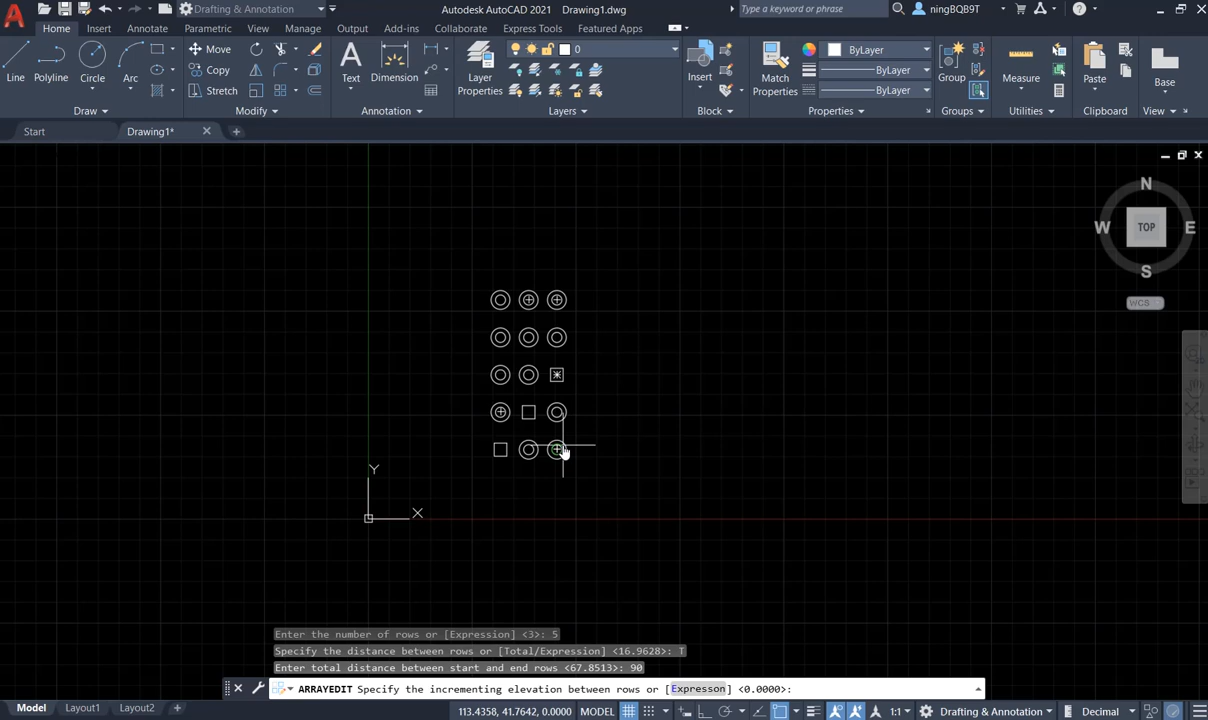 Drafting & Annotation
Autodesk AutoCAD 2021 Drawing1.dwg
Type a keyword or phrase
ningBQB9T
Home Insert Annotate Parametric View Manage Output Add-ins Collaborate Express Tools Featured Apps
Line
Polyline
Circle
Arc
Move
Copy
Stretch
Text
Dimension
Layer
Properties
0
Insert
Match
Properties
ByLayer
ByLayer
ByLayer
Group
Measure
Paste
Base
Draw
Modify
Annotation
Layers
Block
Properties
Groups
Utilities
Clipboard
View
Start
Drawing1*
N
W
TOP
E
S
WCS
Y
X
Enter the number of rows or [Expression] <3>: 5
Specify the distance between rows or [Total/Expression] <16.9628>: T
Enter total distance between start and end rows <67.8513>: 90
ARRAYEDIT Specify the incrementing elevation between rows or [Expresson] <0.0000>:
Model Layout1 Layout2
113.4358, 41.7642, 0.0000 MODEL
1:1
Drafting & Annotation
Decimal